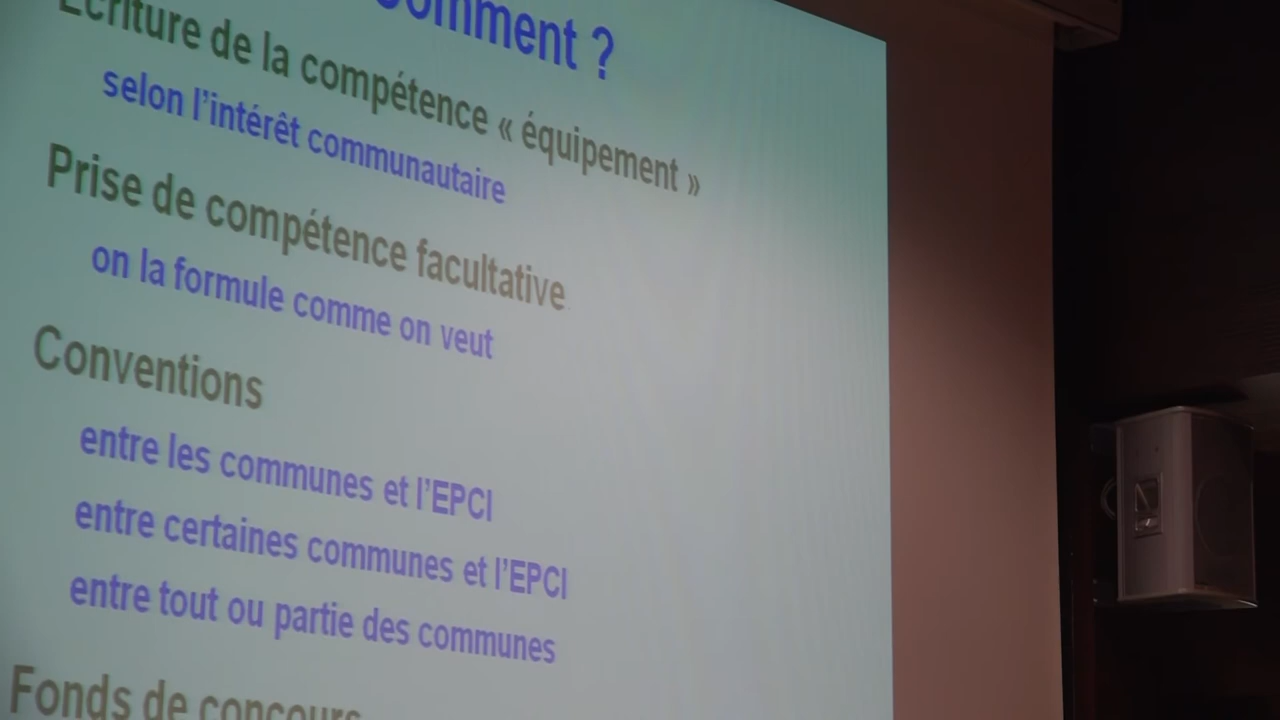 Comment ?
Ecriture de la compétence « équipement »
selon l'intérêt communautaire
Prise de compétence facultative
on la formule comme on veut
Conventions
entre les communes et l'EPCI
entre certaines communes et l'EPCI
entre tout ou partie des communes
Fonds de concours